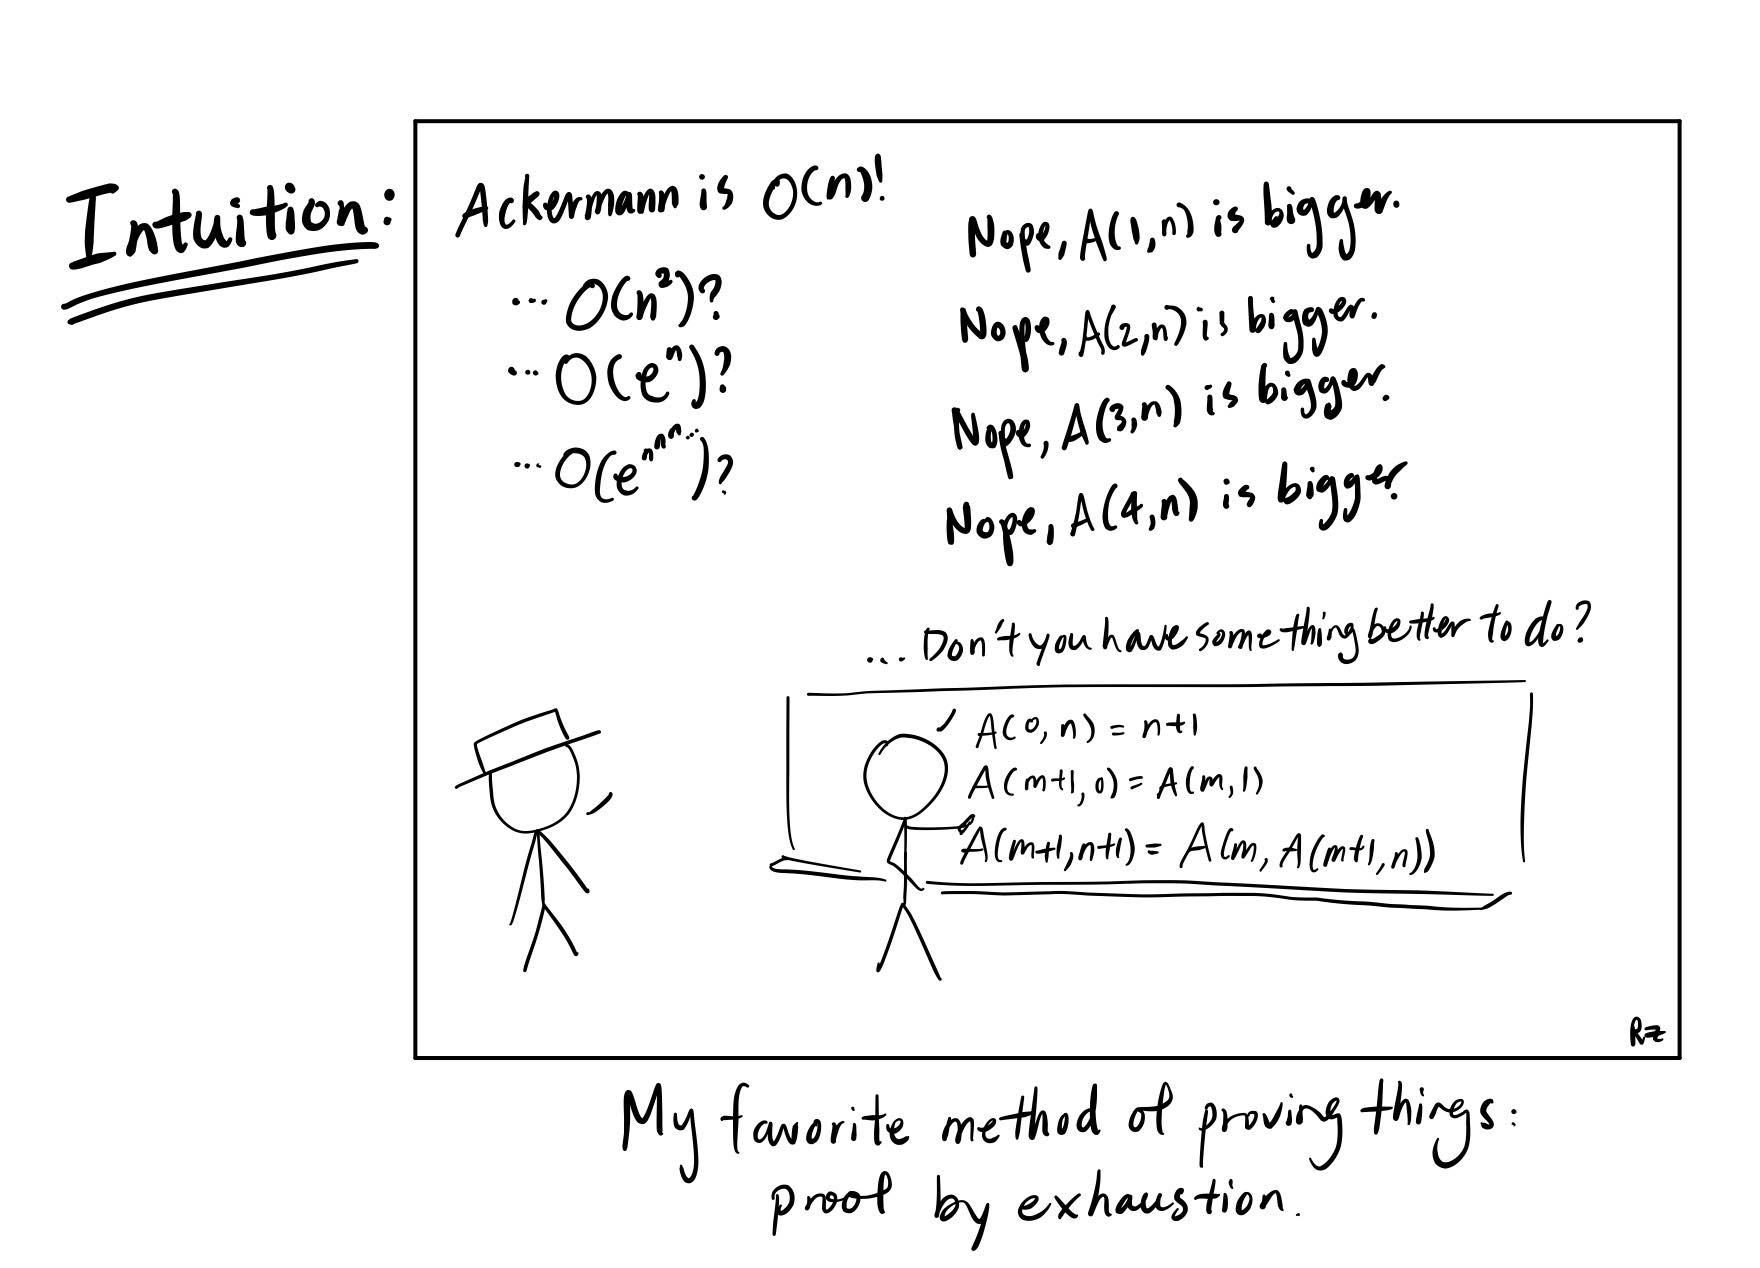 Intuition:
Ackermann is O(n)!
Nope, A(1,n) is bigger.
... O(n²)?
Nope, A(2,n) is bigger.
... O(eⁿ)?
Nope, A(3,n) is bigger.
... O(e^n^n^n^...)?
Nope, A(4,n) is bigger
... Don't you have something better to do?
A(0,n) = n+1
A(m+1,0) = A(m,1)
A(m+1,n+1) = A(m, A(m+1,n))
RZ
My favorite method of proving things:
proof by exhaustion.